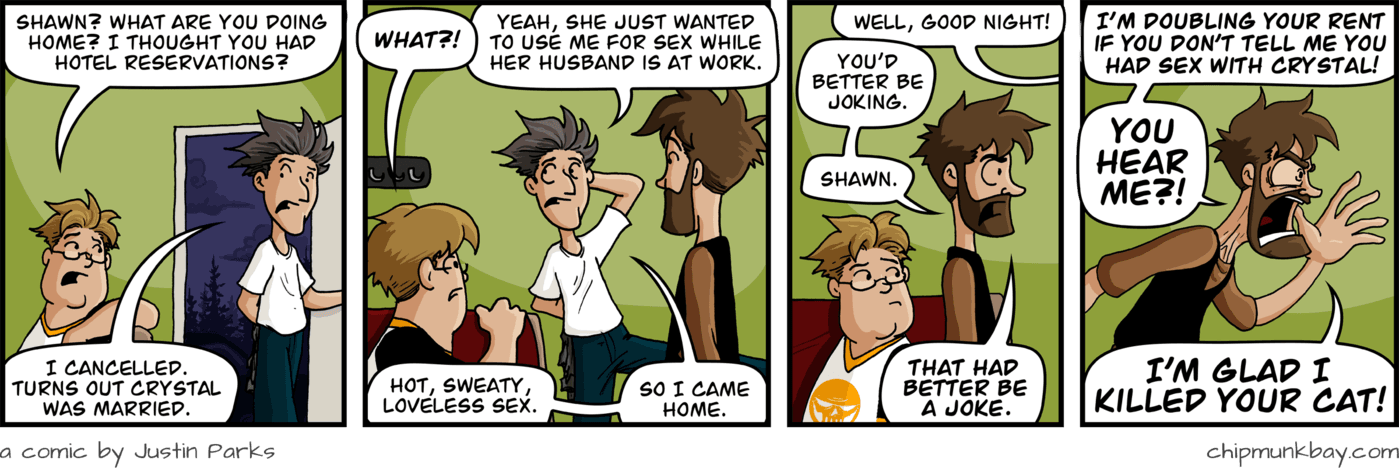 SHAWN? WHAT ARE YOU DOING
HOME? I THOUGHT YOU HAD
HOTEL RESERVATIONS?
I CANCELLED.
TURNS OUT CRYSTAL
WAS MARRIED.
WHAT?!
YEAH, SHE JUST WANTED
TO USE ME FOR SEX WHILE
HER HUSBAND IS AT WORK.
HOT, SWEATY,
LOVELESS SEX.
SO I CAME
HOME.
WELL, GOOD NIGHT!
YOU'D
BETTER BE
JOKING.
SHAWN.
THAT HAD
BETTER BE
A JOKE.
I'M DOUBLING YOUR RENT
IF YOU DON'T TELL ME YOU
HAD SEX WITH CRYSTAL!
YOU
HEAR
ME?!
I'M GLAD I
KILLED YOUR CAT!
a comic by Justin Parks
chipmunkbay.com